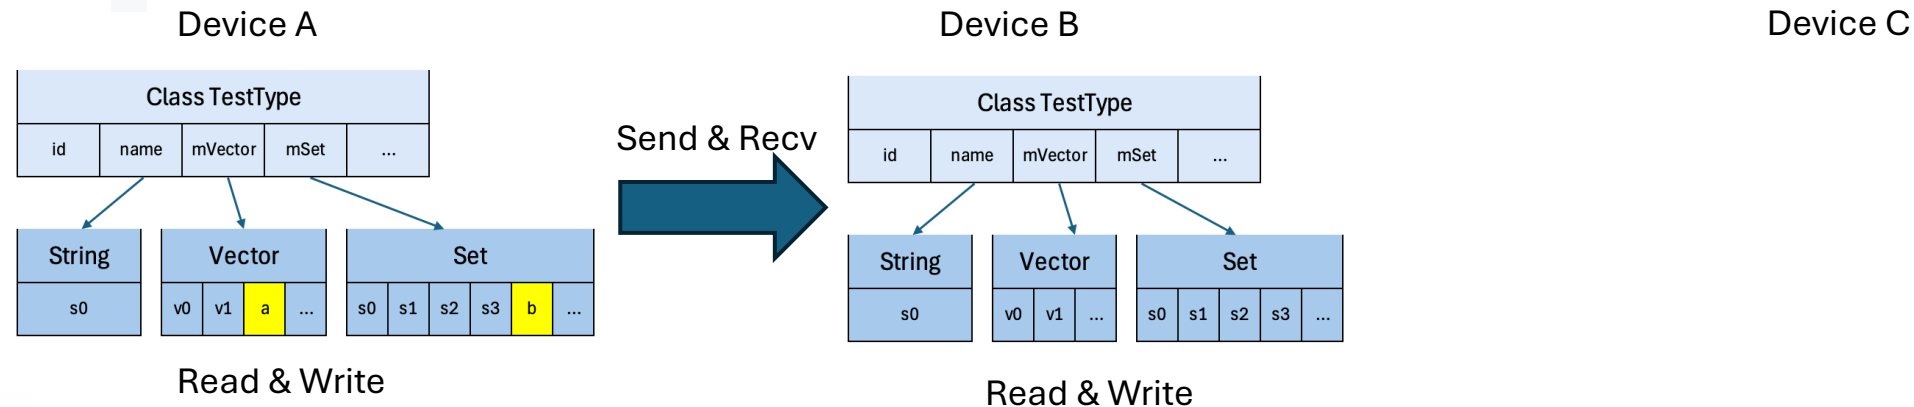 Device A
Device B
Device C
Class TestType
id name mVector mSet ...
String
s0
Vector
v0 v1 a ...
Set
s0 s1 s2 s3 b ...
Read & Write
Send & Recv
Class TestType
id name mVector mSet ...
String
s0
Vector
v0 v1 ...
Set
s0 s1 s2 s3 ...
Read & Write